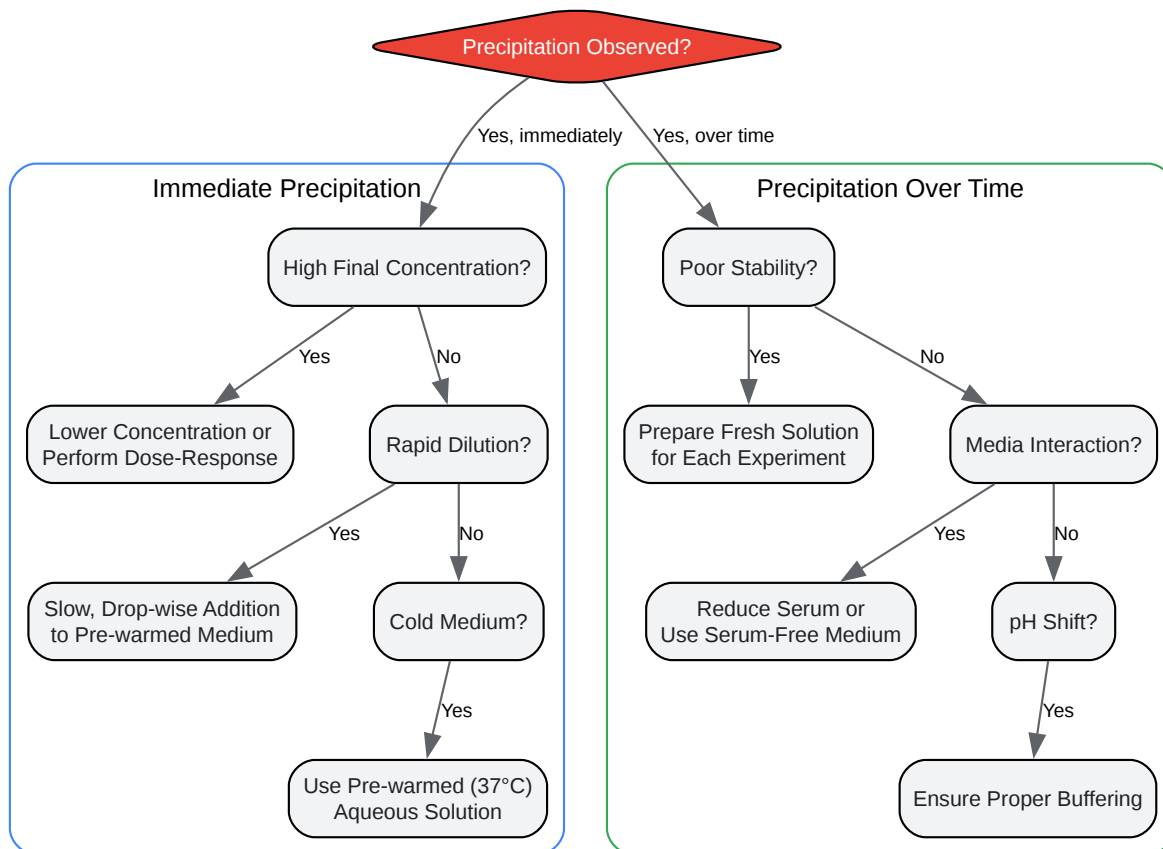 Precipitation Observed?
Yes, immediately
Yes, over time
Immediate Precipitation
Precipitation Over Time
High Final Concentration?
Poor Stability?
Yes
No
Yes
No
Lower Concentration or
Perform Dose-Response
Rapid Dilution?
Prepare Fresh Solution
for Each Experiment
Media Interaction?
Yes
No
Yes
No
Slow, Drop-wise Addition
to Pre-warmed Medium
Cold Medium?
Reduce Serum or
Use Serum-Free Medium
pH Shift?
Yes
Yes
Use Pre-warmed (37°C)
Aqueous Solution
Ensure Proper Buffering